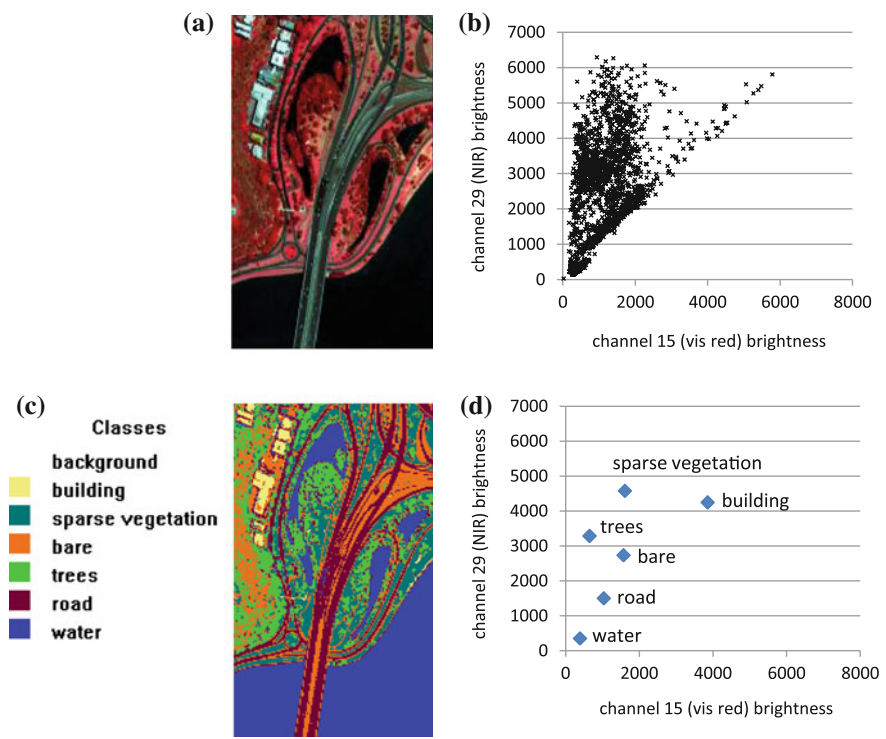 (a)
(b)
7000
6000
5000
4000
3000
2000
1000
0
channel 29 (NIR) brightness
0 2000 4000 6000 8000
channel 15 (vis red) brightness
(c)
Classes
background
building
sparse vegetation
bare
trees
road
water
(d)
7000
6000
5000
4000
3000
2000
1000
0
channel 29 (NIR) brightness
sparse vegetation
building
trees
bare
road
water
0 2000 4000 6000 8000
channel 15 (vis red) brightness